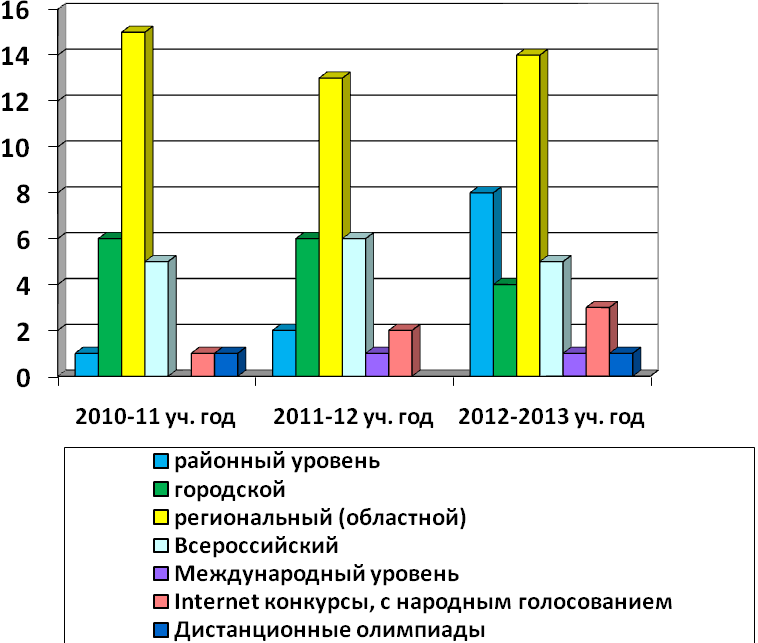 16
14
12
10
8
6
4
2
0
2010-11 уч. год 2011-12 уч. год 2012-2013 уч. год
районный уровень
городской
региональный (областной)
Всероссийский
Международный уровень
Internet конкурсы, с народным голосованием
Дистанционные олимпиады